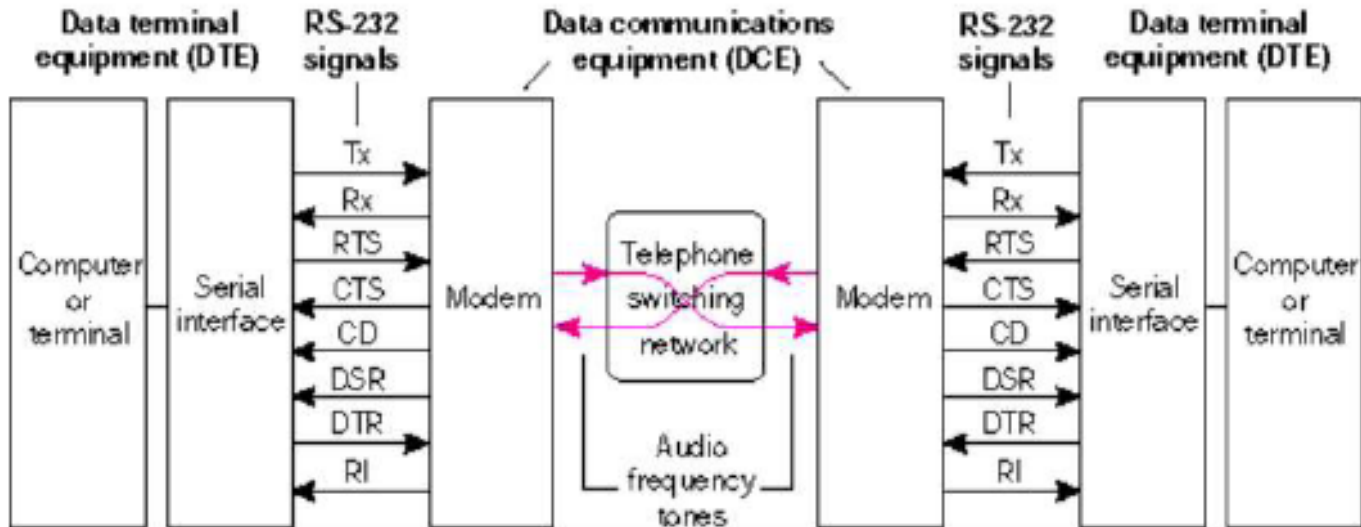 Data terminal
equipment (DTE)
RS-232
signals
Data communications
equipment (DCE)
RS-232
signals
Data terminal
equipment (DTE)
Computer
or
terminal
Serial
interface
Tx
Rx
RTS
CTS
CD
DSR
DTR
RI
Modem
Telephone
switching
network
Audio
frequency
tones
Modem
Tx
Rx
RTS
CTS
CD
DSR
DTR
RI
Serial
interface
Computer
or
terminal